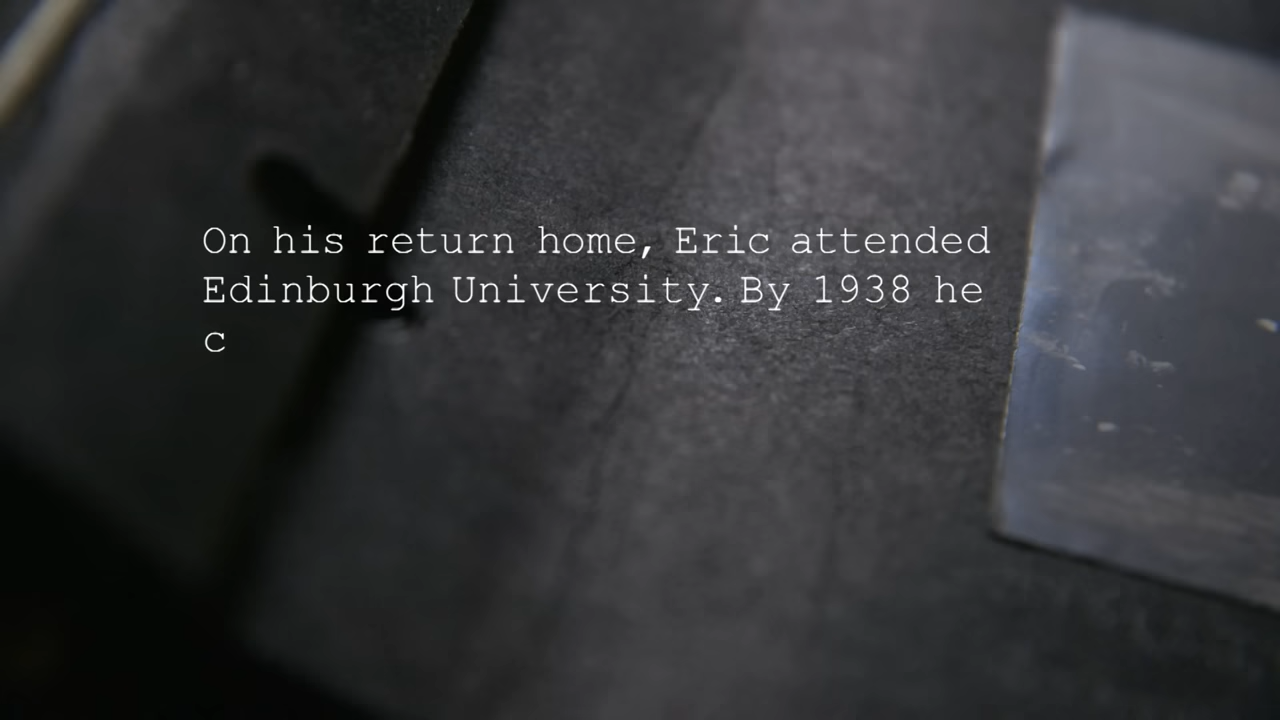 On his return home, Eric attended
Edinburgh University. By 1938 he
c